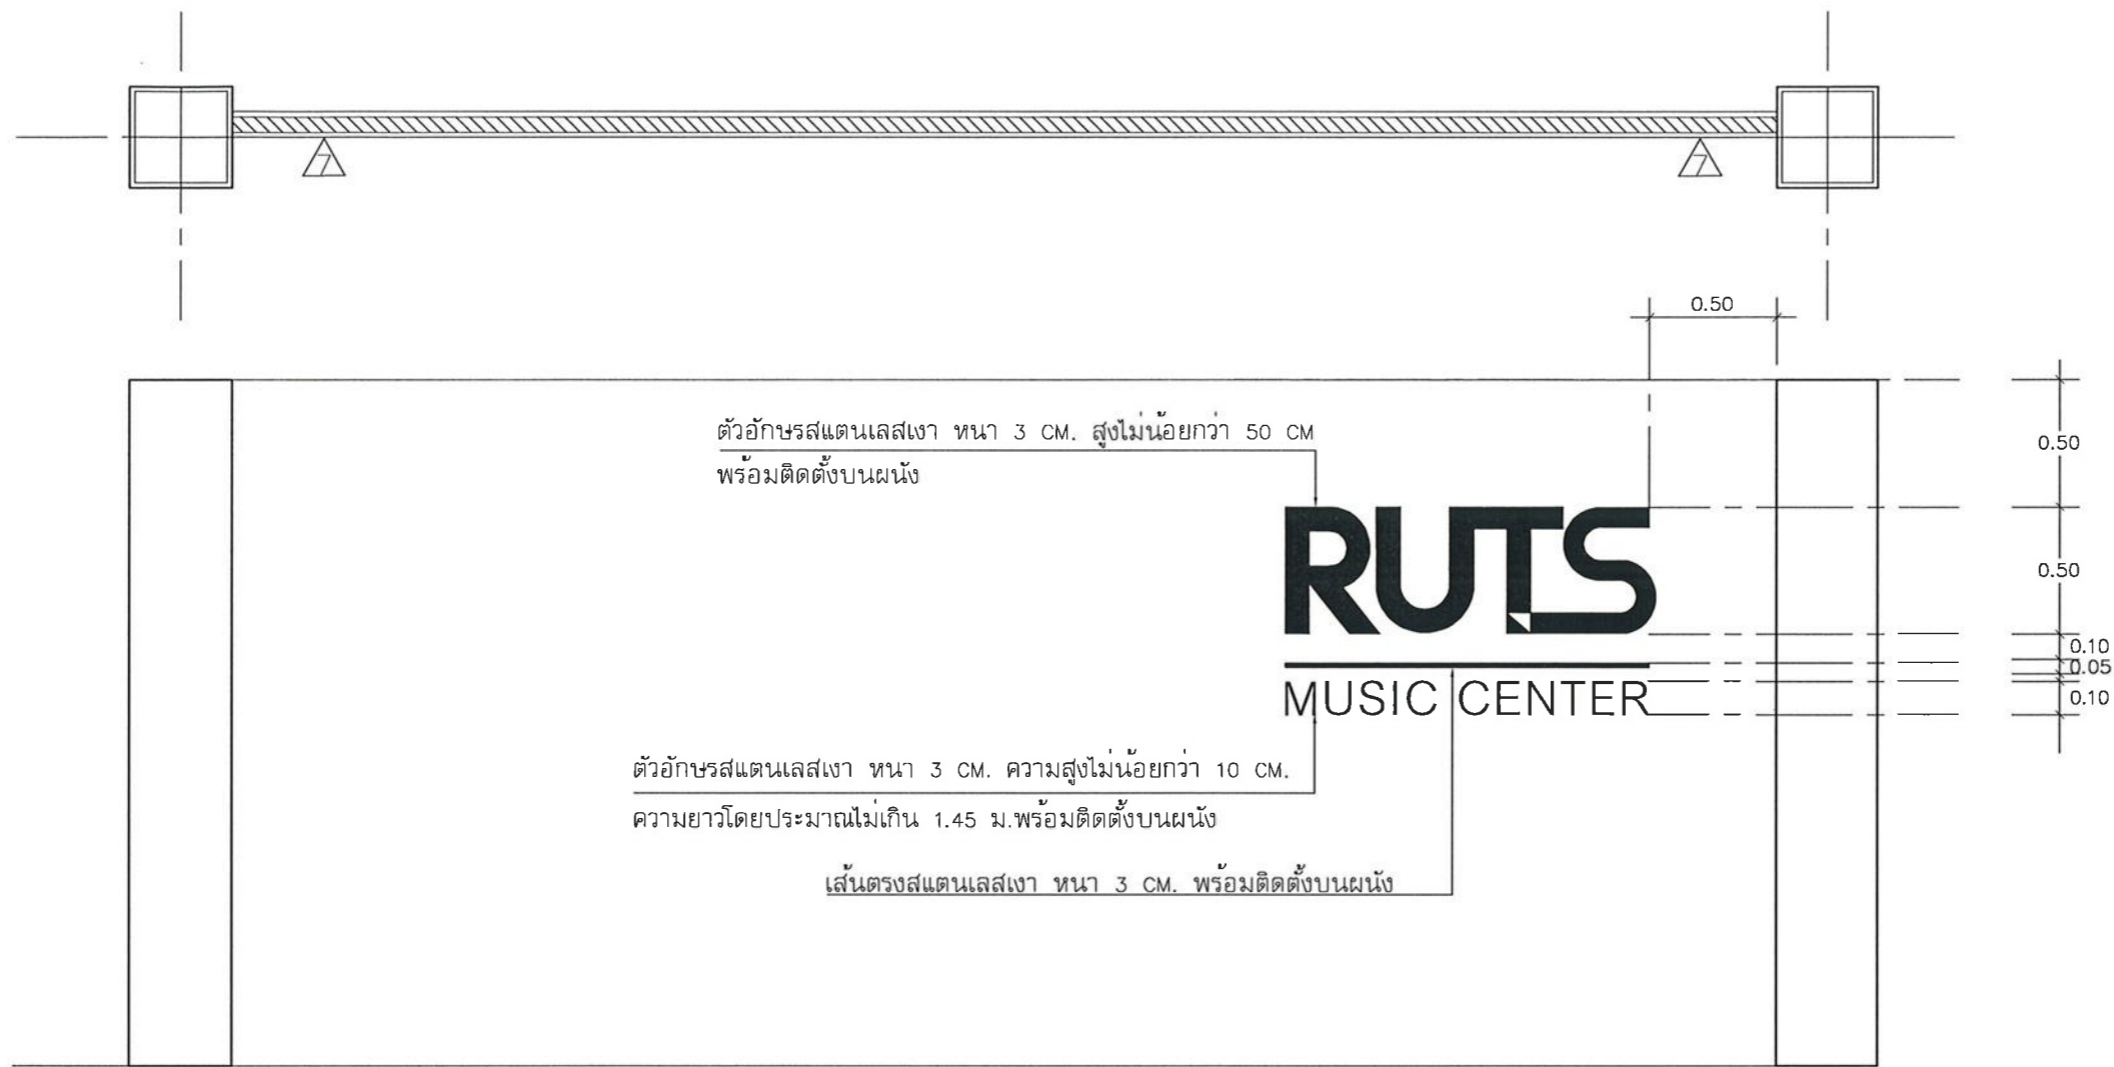 7
7
0.50
ตัวอักษรสแตนเลสเงา หนา 3 CM. สูงไม่น้อยกว่า 50 CM
พร้อมติดตั้งบนผนัง
0.50
RUTS
0.50
0.10
0.05
MUSIC CENTER
0.10
ตัวอักษรสแตนเลสเงา หนา 3 CM. ความสูงไม่น้อยกว่า 10 CM.
ความยาวโดยประมาณไม่เกิน 1.45 ม.พร้อมติดตั้งบนผนัง
เส้นตรงสแตนเลสเงา หนา 3 CM. พร้อมติดตั้งบนผนัง